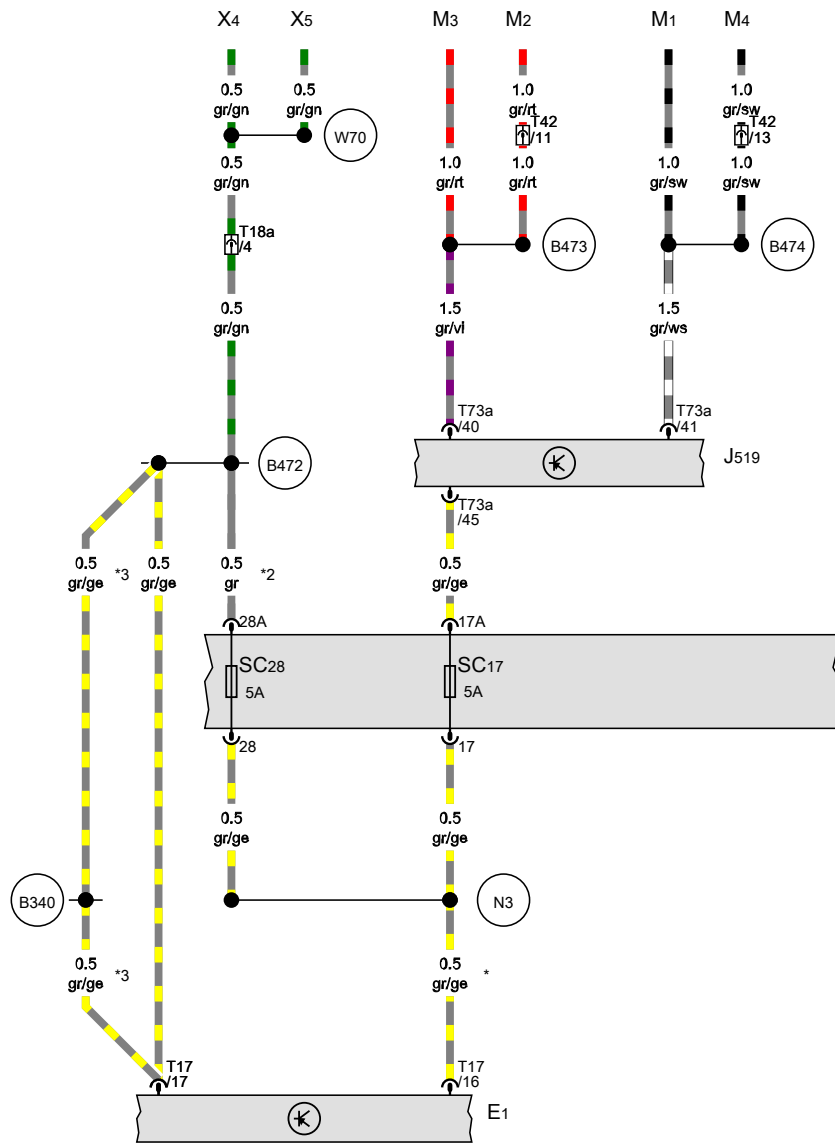 X4 X5 M3 M2 M1 M4
0.5 0.5 1.0 1.0
gr/gn gr/gn gr/rt gr/sw
W70 T42 T42
/11 /13
0.5 1.0 1.0 1.0 1.0
gr/gn gr/rt gr/rt gr/sw gr/sw
T18a
/4 B473 B474
0.5 1.5 1.5
gr/gn gr/vi gr/ws
T73a T73a
/40 /41
B472 J519
T73a
/45
0.5 0.5 0.5 0.5
gr/ge *3 gr/ge gr *2 gr/ge
28A 17A
SC28 SC17
5A 5A
28 17
0.5 0.5
gr/ge gr/ge
B340 N3
0.5 0.5
gr/ge *3 gr/ge *
T17 T17
/17 /16
E1